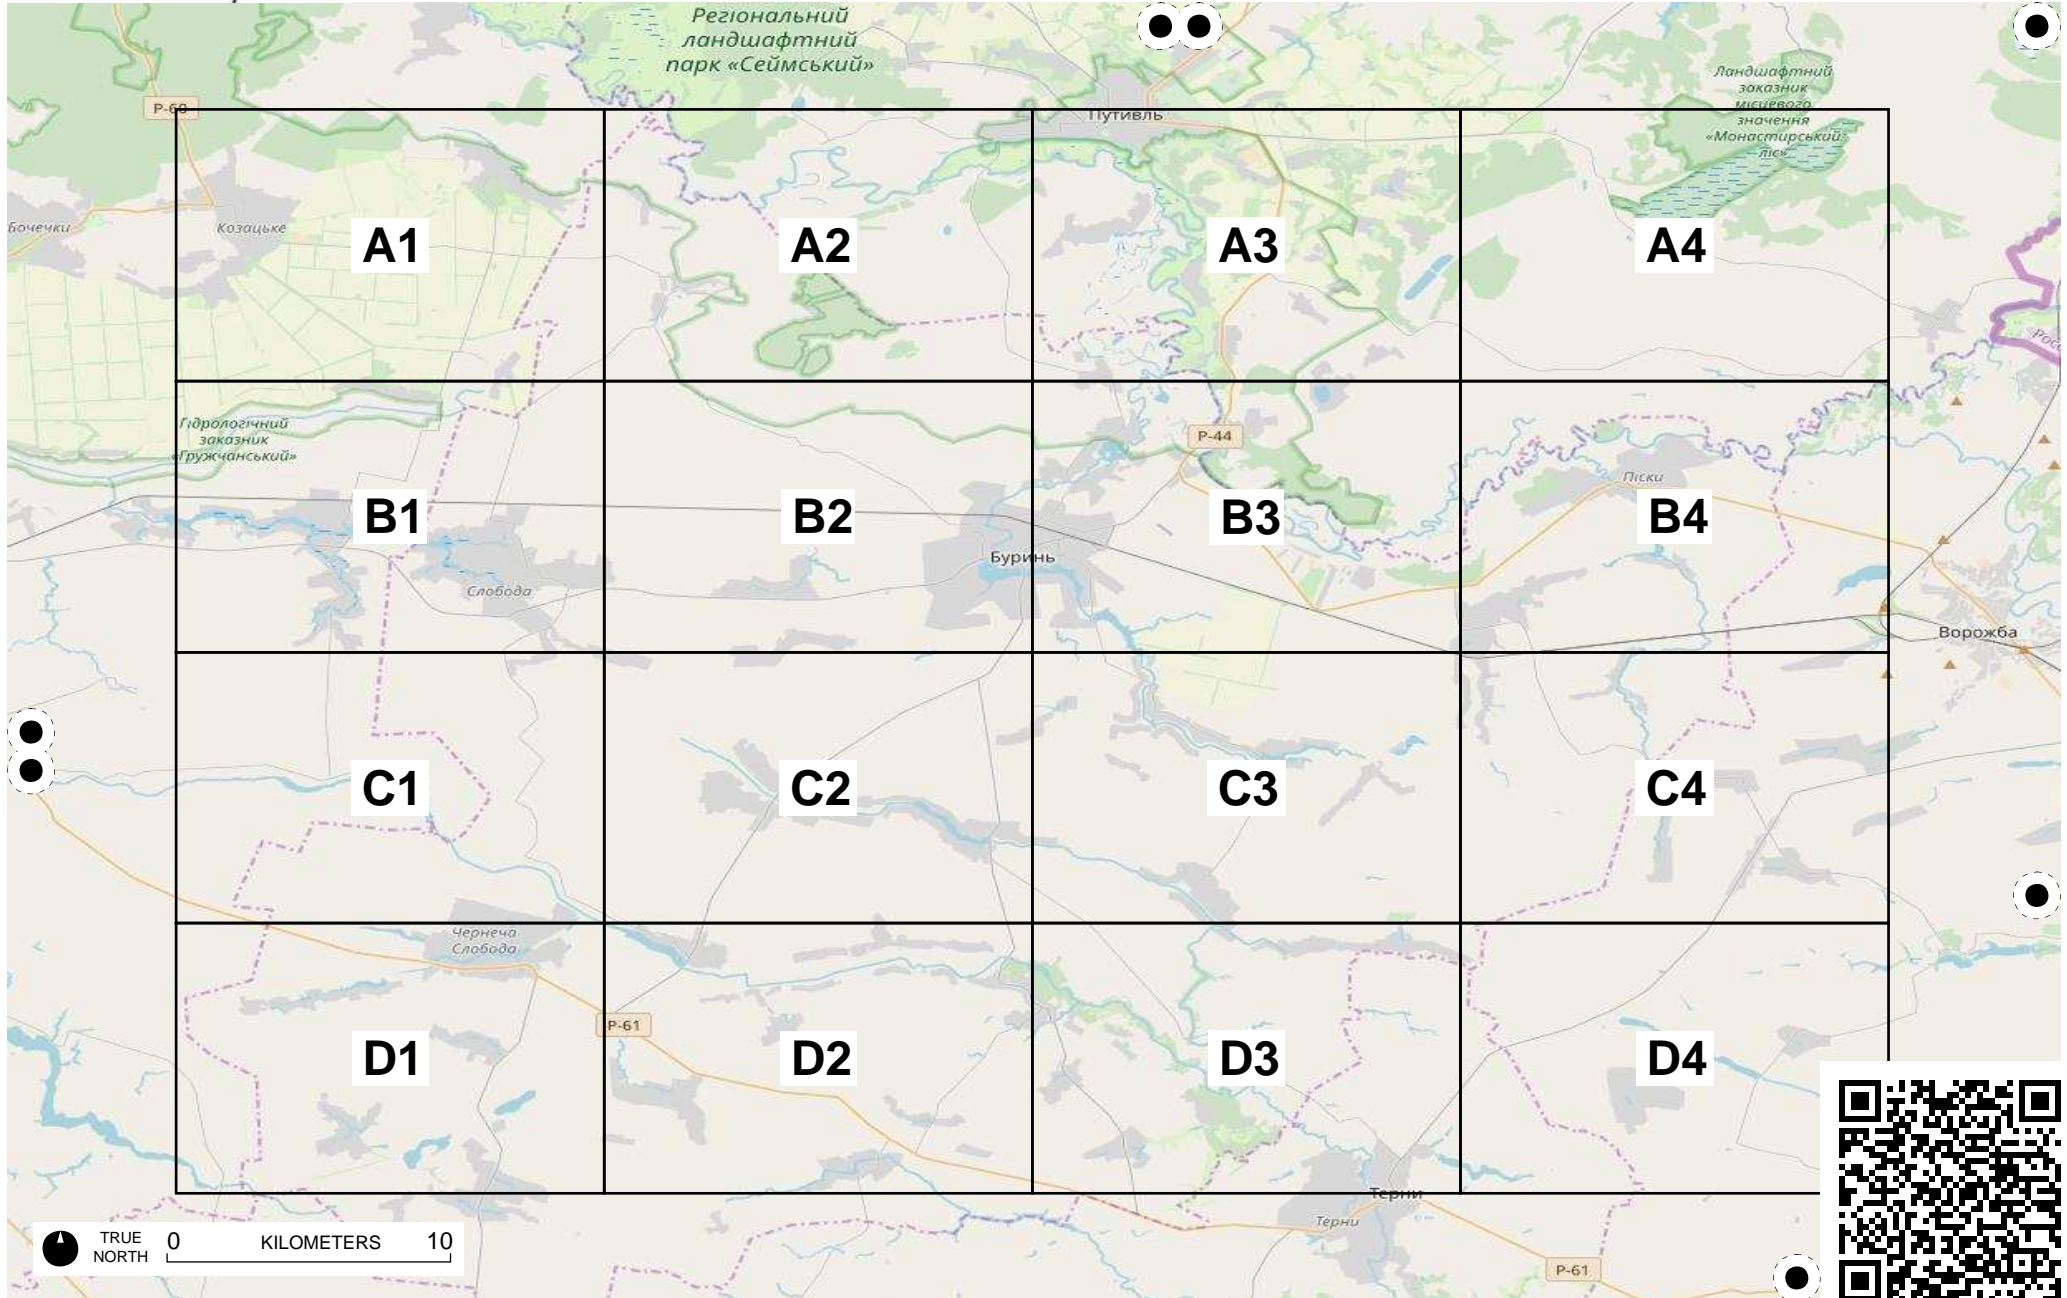 Регіональний
ландшафтний
парк «Сеймський»
Ландшафтний
заказник
місцевого
значення
«Монастирський
ліс»
Р-60
Путивль
Бочечки
Козацьке
A1
A2
A3
A4
Гідрологічний
заказник
«Гружчанський»
Р-44
Піски
B1
B2
B3
B4
Буринь
Слобода
Ворожба
C1
C2
C3
C4
Чернеча
Слобода
Р-61
D1
D2
D3
D4
Терни
Терни
TRUE
NORTH
0
KILOMETERS
10
Р-61